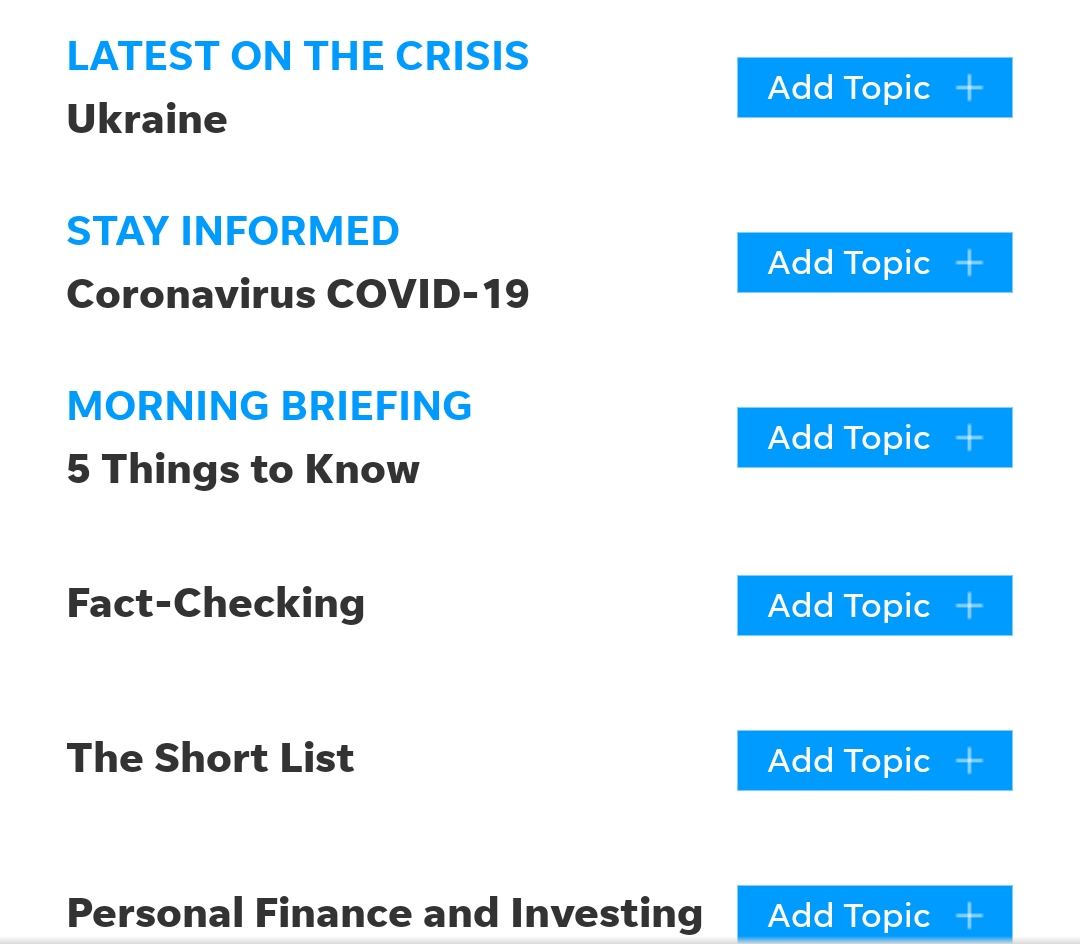 LATEST ON THE CRISIS
Ukraine
Add Topic
STAY INFORMED
Coronavirus COVID-19
Add Topic
MORNING BRIEFING
5 Things to Know
Add Topic
Fact-Checking
Add Topic
The Short List
Add Topic
Personal Finance and Investing
Add Topic